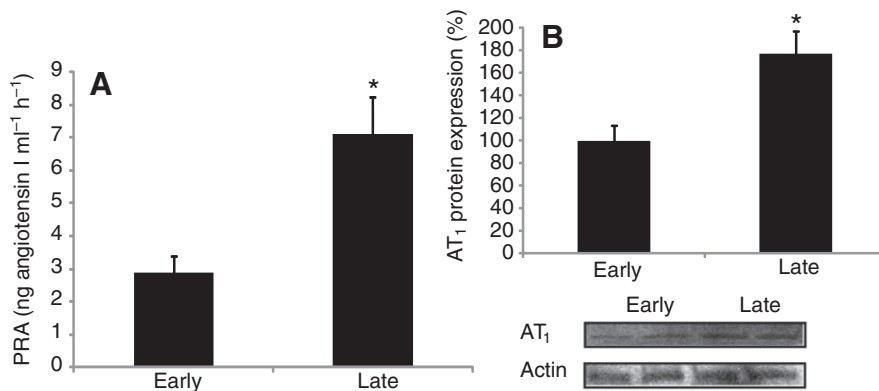 A
PRA (ng angiotensin I ml⁻¹ h⁻¹)
9
8
7
6
5
4
3
2
1
0
*
Early
Late
B
AT₁ protein expression (%)
200
180
160
140
120
100
80
60
40
20
0
*
Early
Late
Early
Late
AT₁
Actin